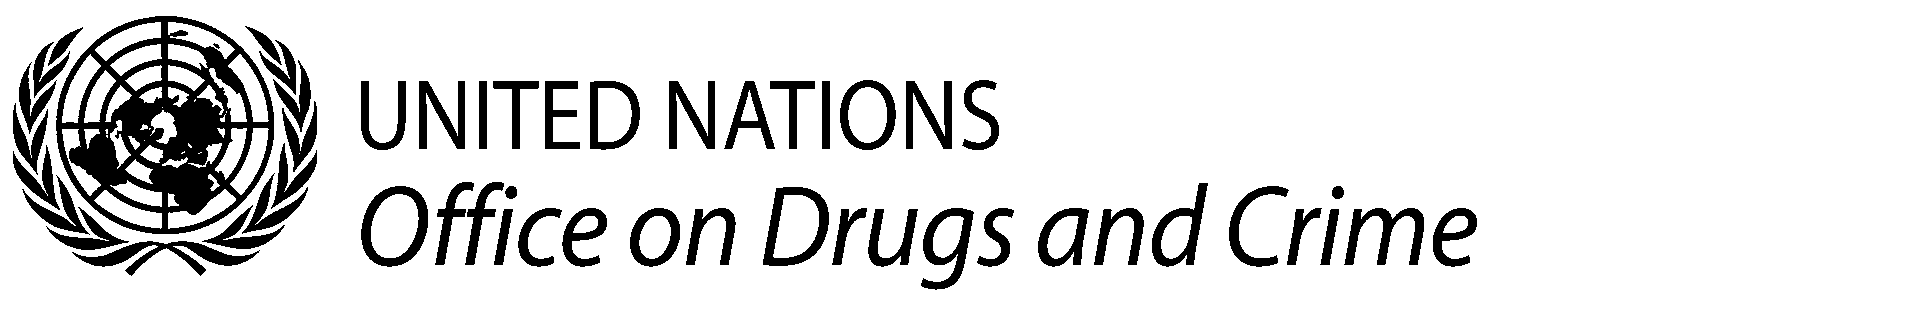 UNITED NATIONS
Office on Drugs and Crime